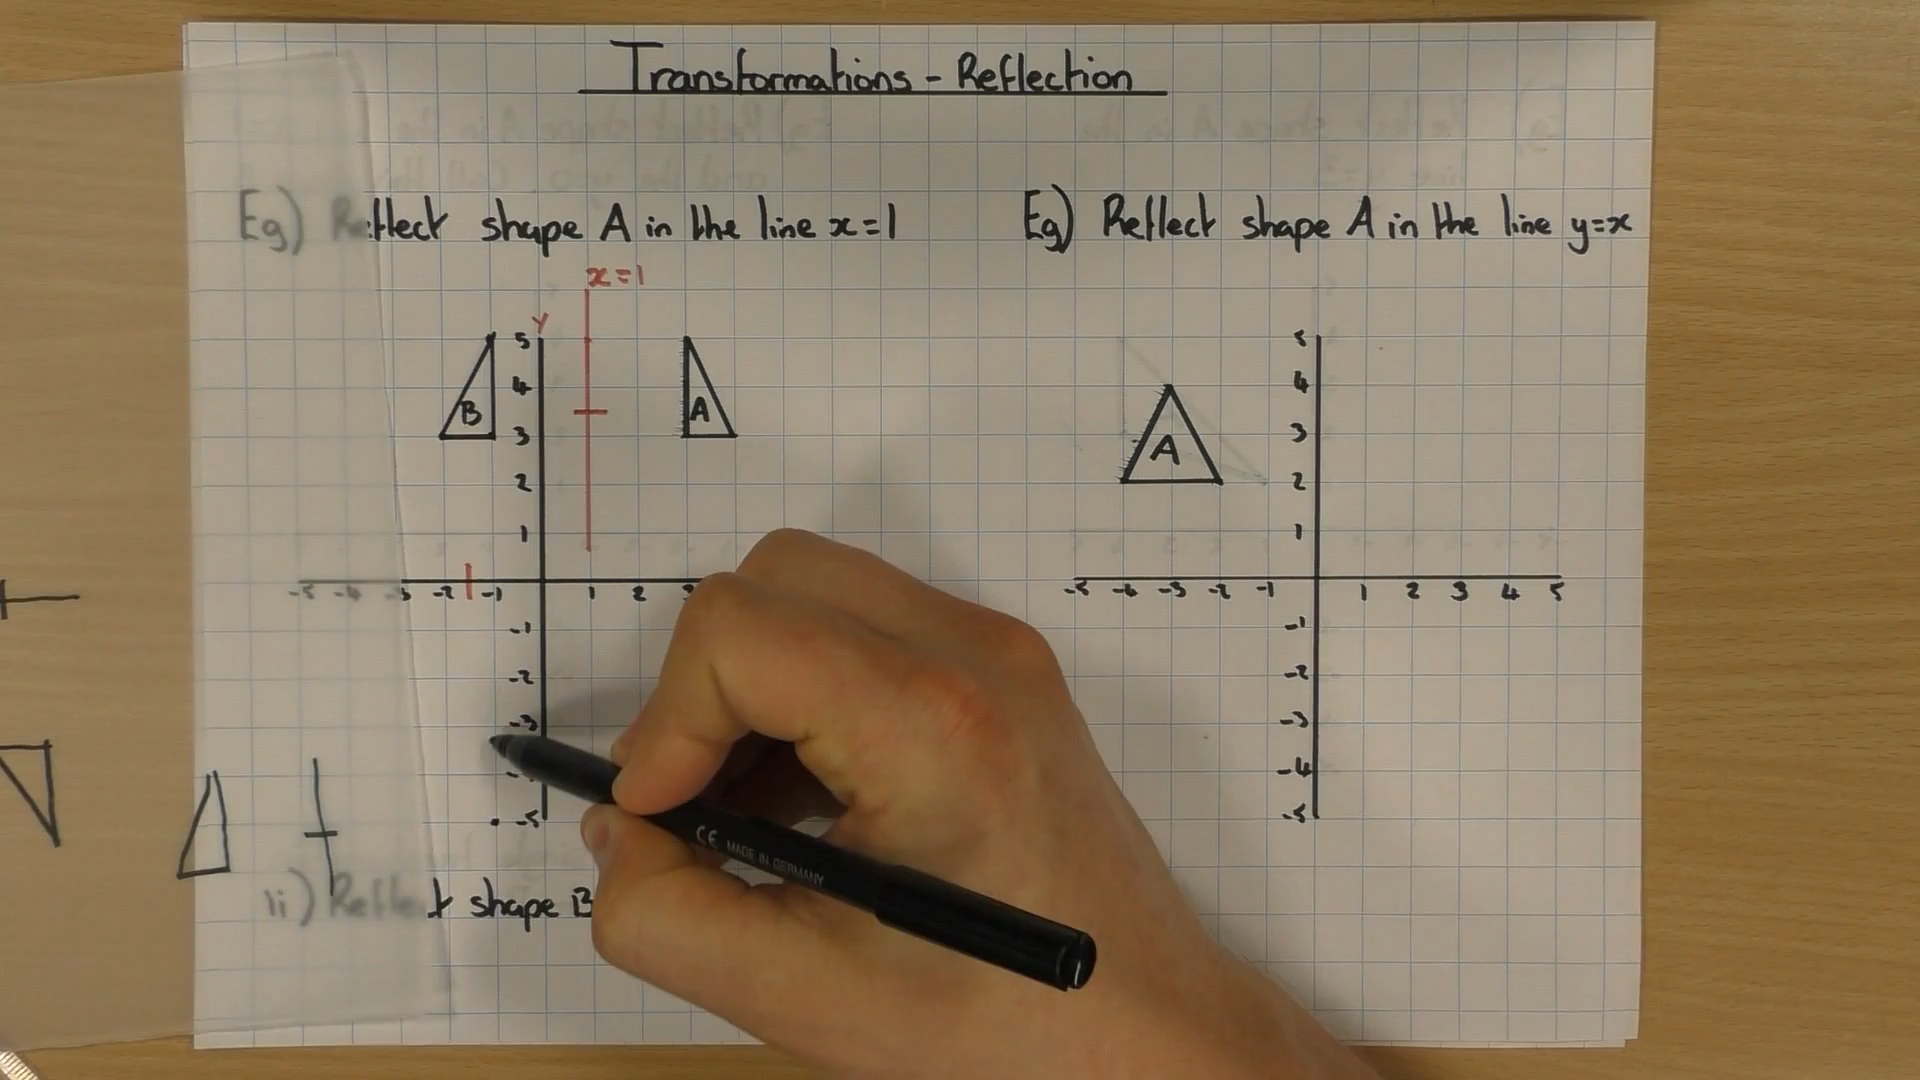 Transformations - Reflection
Eg) Reflect shape A in the line x=1
x=1
y
5
4
3
2
1
B
A
-5 -4 -3 -2 -1 1 2
-1
-2
-3
-5
ii) Reflect shape B
Eg) Reflect shape A in the line y=x
5
4
3
2
1
A
-5 -4 -3 -2 -1 1 2 3 4 5
-1
-2
-3
-4
-5
CE MADE IN GERMANY